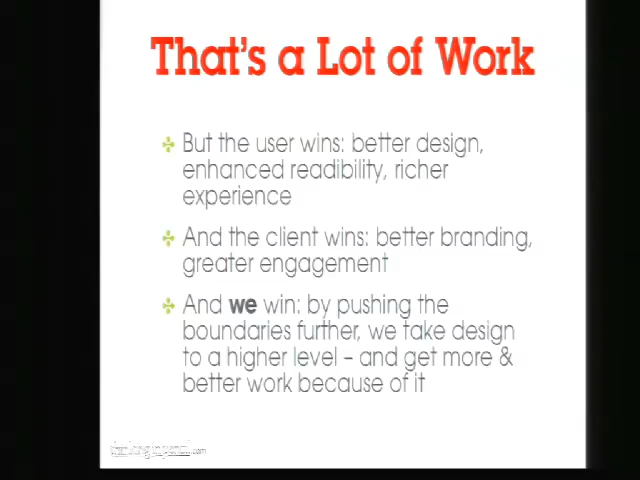 That's a Lot of Work
But the user wins: better design,
enhanced readibility, richer
experience
And the client wins: better branding,
greater engagement
And we win: by pushing the
boundaries further, we take design
to a higher level – and get more &
better work because of it